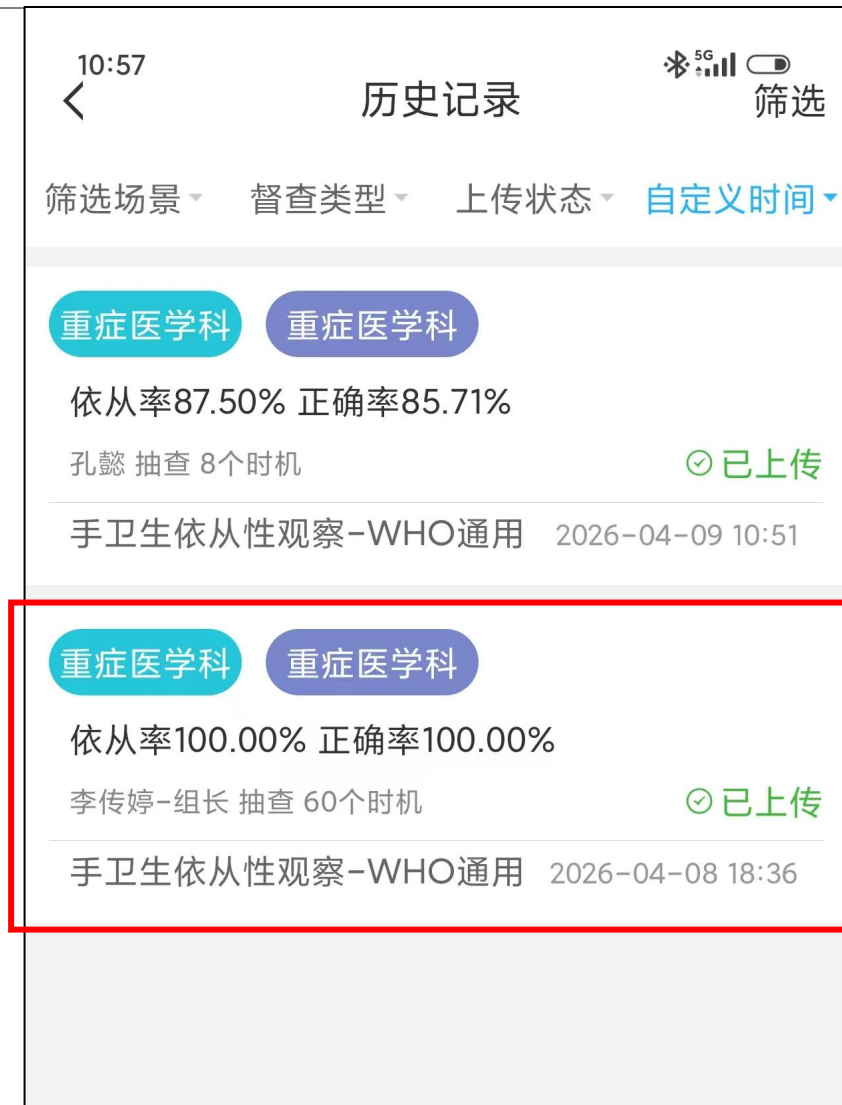 10:57
5G
历史记录
筛选
筛选场景 督查类型 上传状态 自定义时间
重症医学科 重症医学科
依从率87.50% 正确率85.71%
孔懿 抽查 8个时机 已上传
手卫生依从性观察-WHO通用 2026-04-09 10:51
重症医学科 重症医学科
依从率100.00% 正确率100.00%
李传婷-组长 抽查 60个时机 已上传
手卫生依从性观察-WHO通用 2026-04-08 18:36